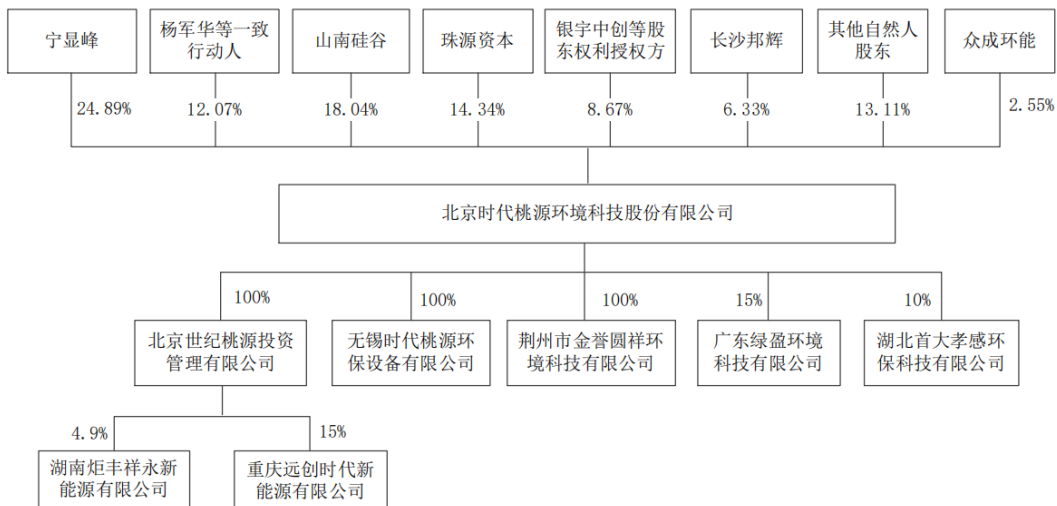 宁显峰
杨军华等一致
行动人
山南硅谷
珠源资本
银宇中创等股
东权利授权方
长沙邦辉
其他自然人
股东
众成环能
24.89%
12.07%
18.04%
14.34%
8.67%
6.33%
13.11%
2.55%
北京时代桃源环境科技股份有限公司
100%
100%
100%
15%
10%
北京世纪桃源投资
管理有限公司
无锡时代桃源环
保设备有限公司
荆州市金誉圆祥环
境科技有限公司
广东绿盈环境
科技有限公司
湖北首大孝感环
保科技有限公司
4.9%
15%
湖南炬丰祥永新
能源有限公司
重庆远创时代新
能源有限公司